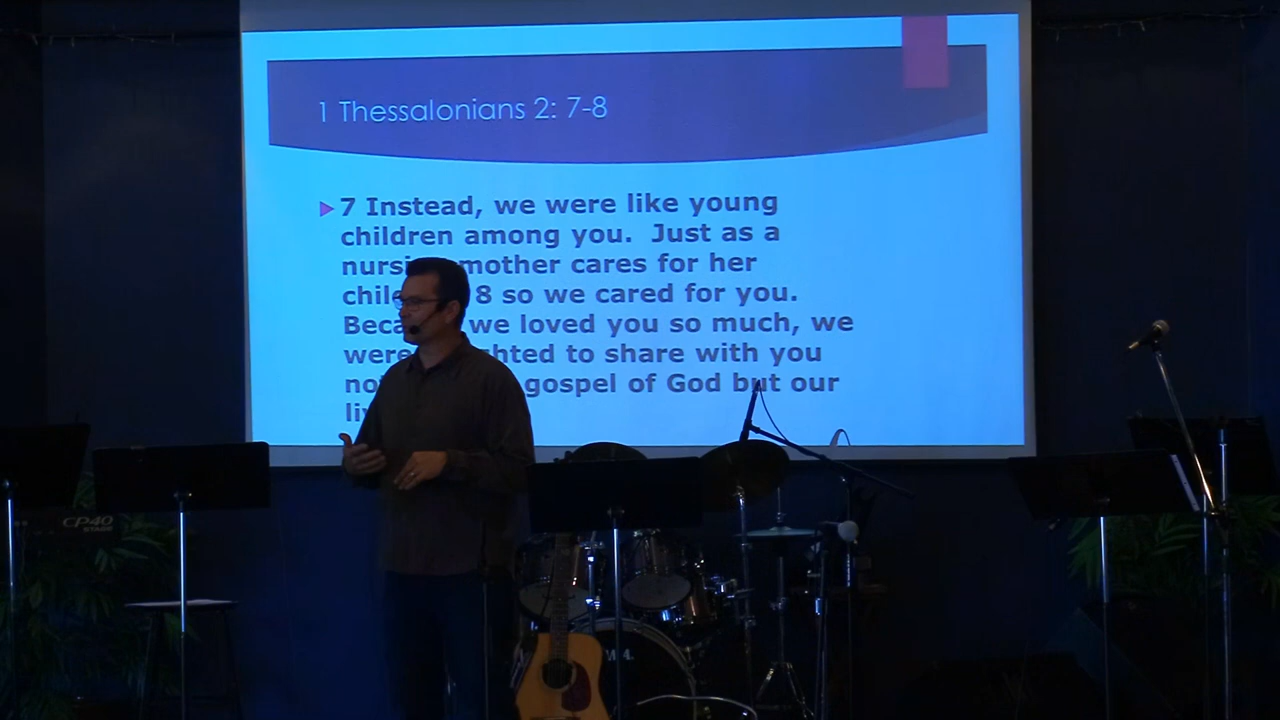 1 Thessalonians 2: 7-8
7 Instead, we were like young
children among you. Just as a
mother cares for her
8 so we cared for you.
we loved you so much, we
were to share with you
gospel of God but our
CP40
STAGE